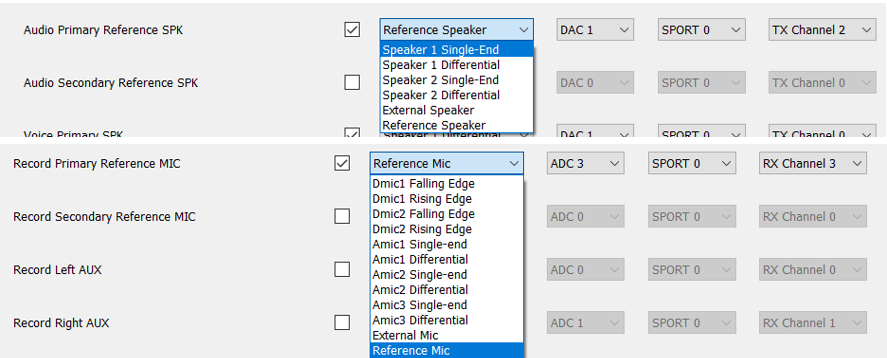 Audio Primary Reference SPK Reference Speaker DAC 1 SPORT 0 TX Channel 2
Speaker 1 Single-End
Speaker 1 Differential
Speaker 2 Single-End
Speaker 2 Differential
External Speaker
Reference Speaker
Audio Secondary Reference SPK DAC 0 SPORT 0 TX Channel 0
Voice Primary SPK Speaker 1 Differential DAC 1 SPORT 0 TX Channel 0
Record Primary Reference MIC Reference Mic ADC 3 SPORT 0 RX Channel 3
Dmic1 Falling Edge
Dmic1 Rising Edge
Dmic2 Falling Edge
Dmic2 Rising Edge
Amic1 Single-end
Amic1 Differential
Amic2 Single-end
Amic2 Differential
Amic3 Single-end
Amic3 Differential
External Mic
Reference Mic
Record Secondary Reference MIC ADC 0 SPORT 0 RX Channel 0
Record Left AUX ADC 0 SPORT 0 RX Channel 0
Record Right AUX ADC 1 SPORT 0 RX Channel 1